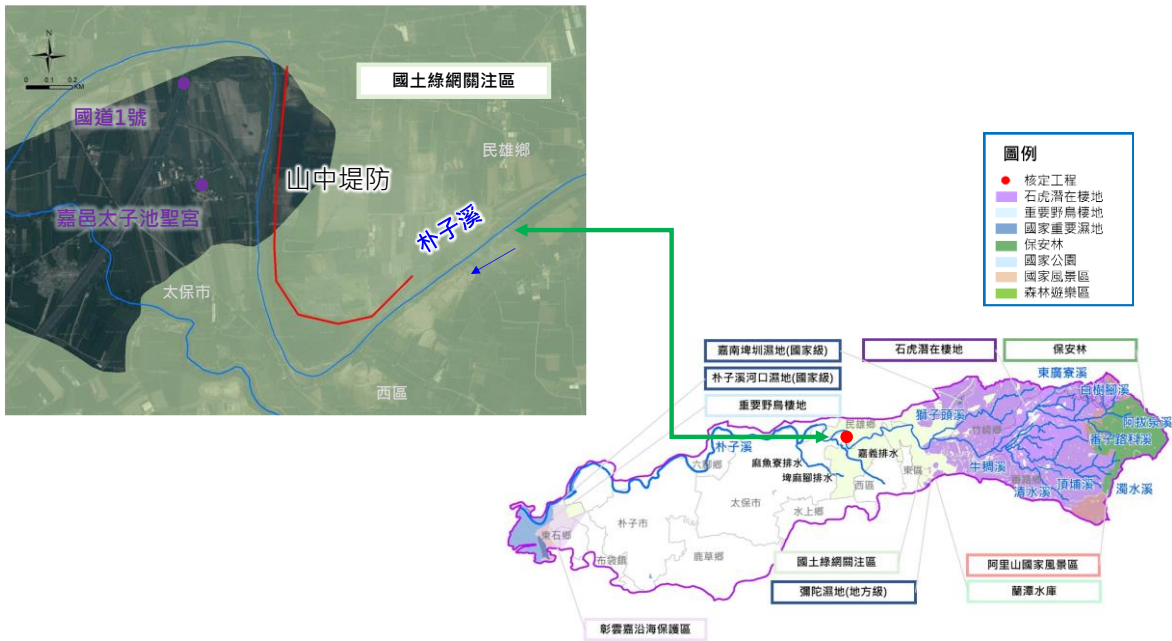 N
0 0.1 0.2
KM
國土綠網關注區
國道1號
民雄鄉
山中堤防
嘉邑太子池聖宮
朴子溪
太保市
西區
圖例
核定工程
石虎潛在棲地
重要野鳥棲地
國家重要濕地
保安林
國家公園
國家風景區
森林遊樂區
嘉南埤圳濕地(國家級)
石虎潛在棲地
保安林
朴子溪河口濕地(國家級)
東廣寮溪
白樹腳溪
重要野鳥棲地
獅子頭溪
阿拔泉溪
民雄鄉
竹崎鄉
朴子溪
嘉義排水
麻魚寮排水
六腳鄉
東區
牛稠溪
埤麻腳排水
西區
頂埔溪
清水溪
濁水溪
太保市
水上鄉
朴子市
東石鄉
布袋鎮
鹿草鄉
國土綠網關注區
阿里山國家風景區
彌陀濕地(地方級)
蘭潭水庫
彰雲嘉沿海保護區